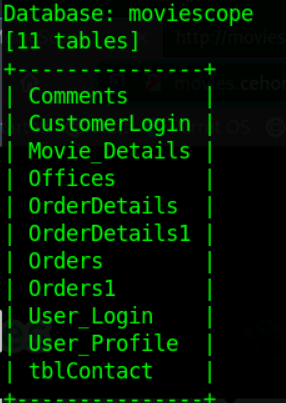 Database: moviescope
[11 tables]
+---------------+
| Comments      |
| CustomerLogin |
| Movie_Details |
| Offices       |
| OrderDetails  |
| OrderDetails1 |
| Orders        |
| Orders1       |
| User_Login    |
| User_Profile  |
| tblContact    |
+---------------+